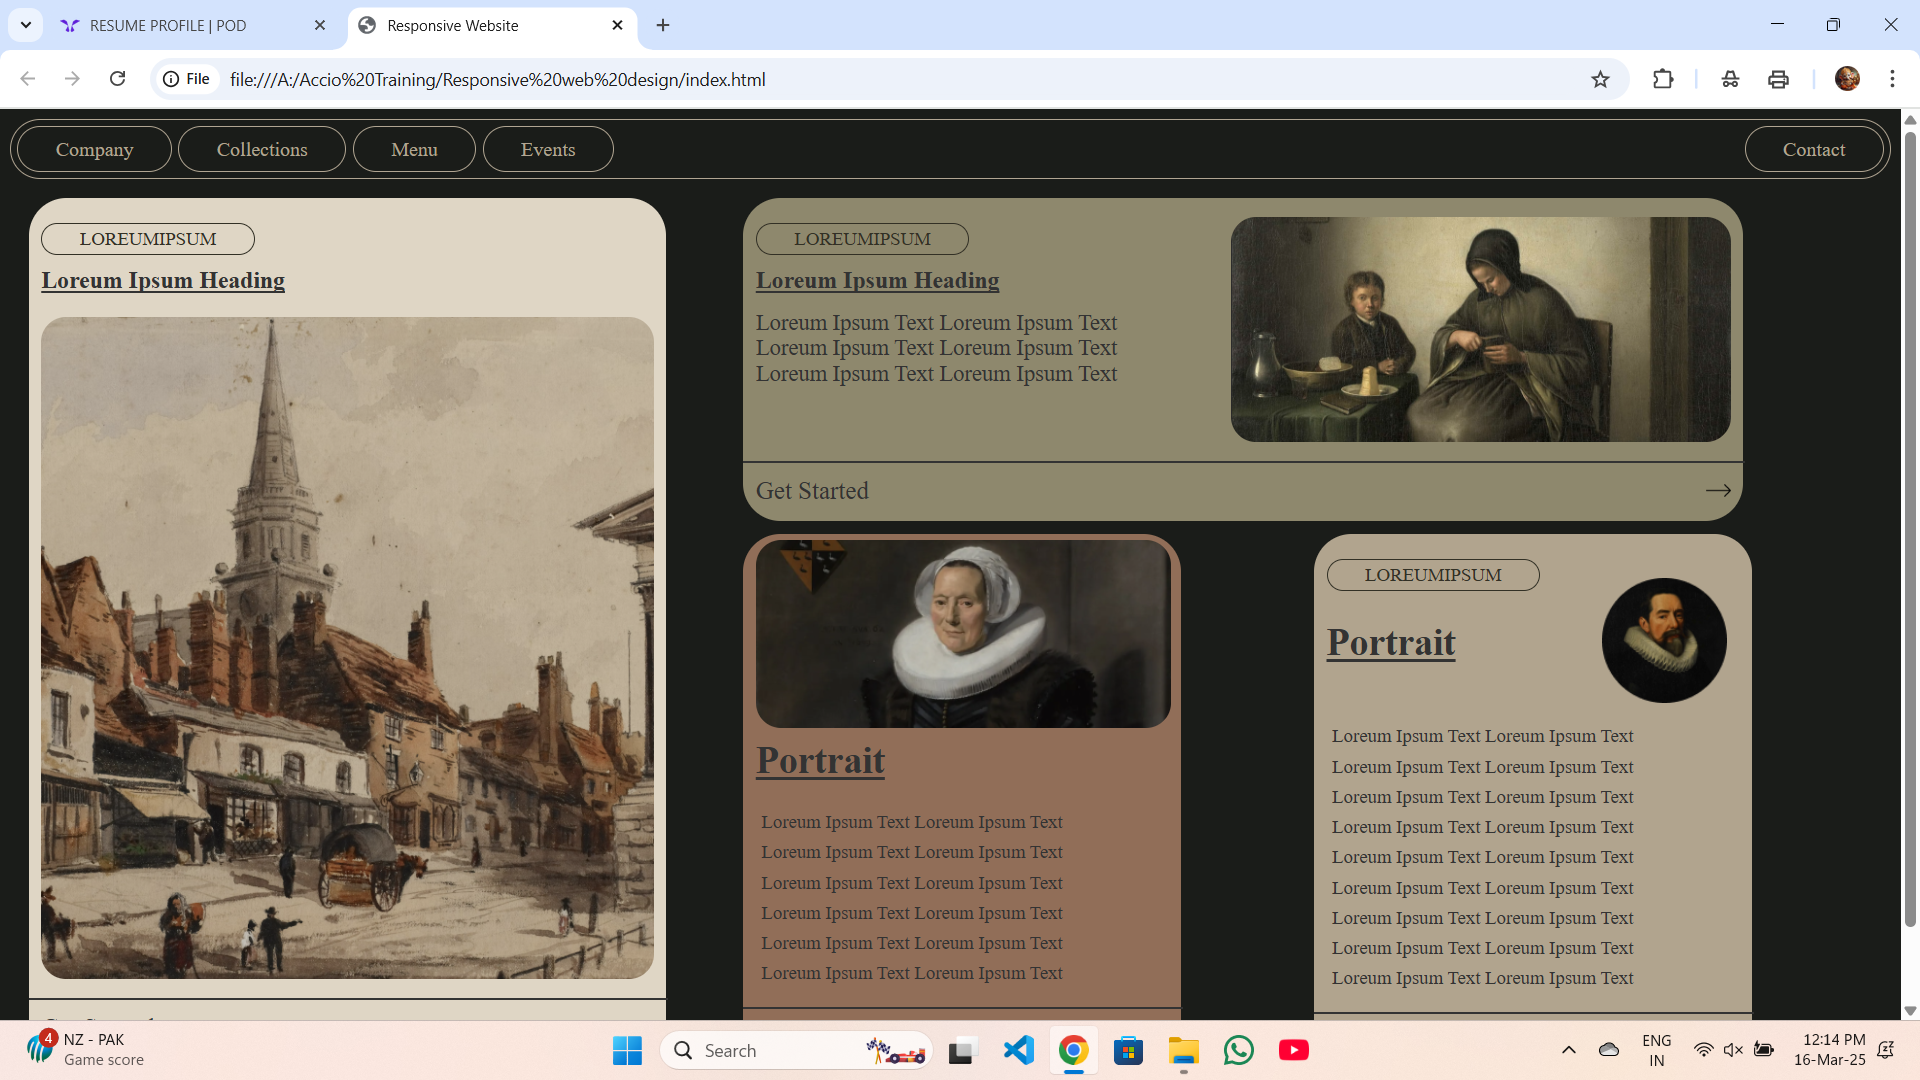 RESUME PROFILE | POD
Responsive Website
File
file:///A:/Accio%20Training/Responsive%20web%20design/index.html
Company
Collections
Menu
Events
Contact
LOREUMIPSUM
Loreum Ipsum Heading
LOREUMIPSUM
Loreum Ipsum Heading
Loreum Ipsum Text Loreum Ipsum Text
Loreum Ipsum Text Loreum Ipsum Text
Loreum Ipsum Text Loreum Ipsum Text
Get Started
Portrait
Loreum Ipsum Text Loreum Ipsum Text
Loreum Ipsum Text Loreum Ipsum Text
Loreum Ipsum Text Loreum Ipsum Text
Loreum Ipsum Text Loreum Ipsum Text
Loreum Ipsum Text Loreum Ipsum Text
Loreum Ipsum Text Loreum Ipsum Text
LOREUMIPSUM
Portrait
Loreum Ipsum Text Loreum Ipsum Text
Loreum Ipsum Text Loreum Ipsum Text
Loreum Ipsum Text Loreum Ipsum Text
Loreum Ipsum Text Loreum Ipsum Text
Loreum Ipsum Text Loreum Ipsum Text
Loreum Ipsum Text Loreum Ipsum Text
Loreum Ipsum Text Loreum Ipsum Text
Loreum Ipsum Text Loreum Ipsum Text
Loreum Ipsum Text Loreum Ipsum Text
4
NZ - PAK
Game score
Search
ENG
IN
12:14 PM
16-Mar-25